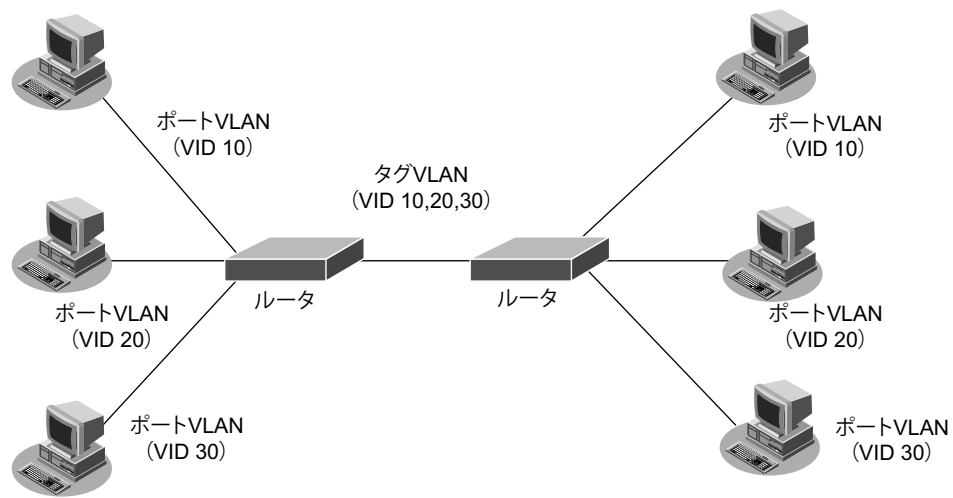 ポートVLAN
（VID 10）
ポートVLAN
（VID 10）
タグVLAN
（VID 10,20,30）
ルータ
ルータ
ポートVLAN
（VID 20）
ポートVLAN
（VID 20）
ポートVLAN
（VID 30）
ポートVLAN
（VID 30）